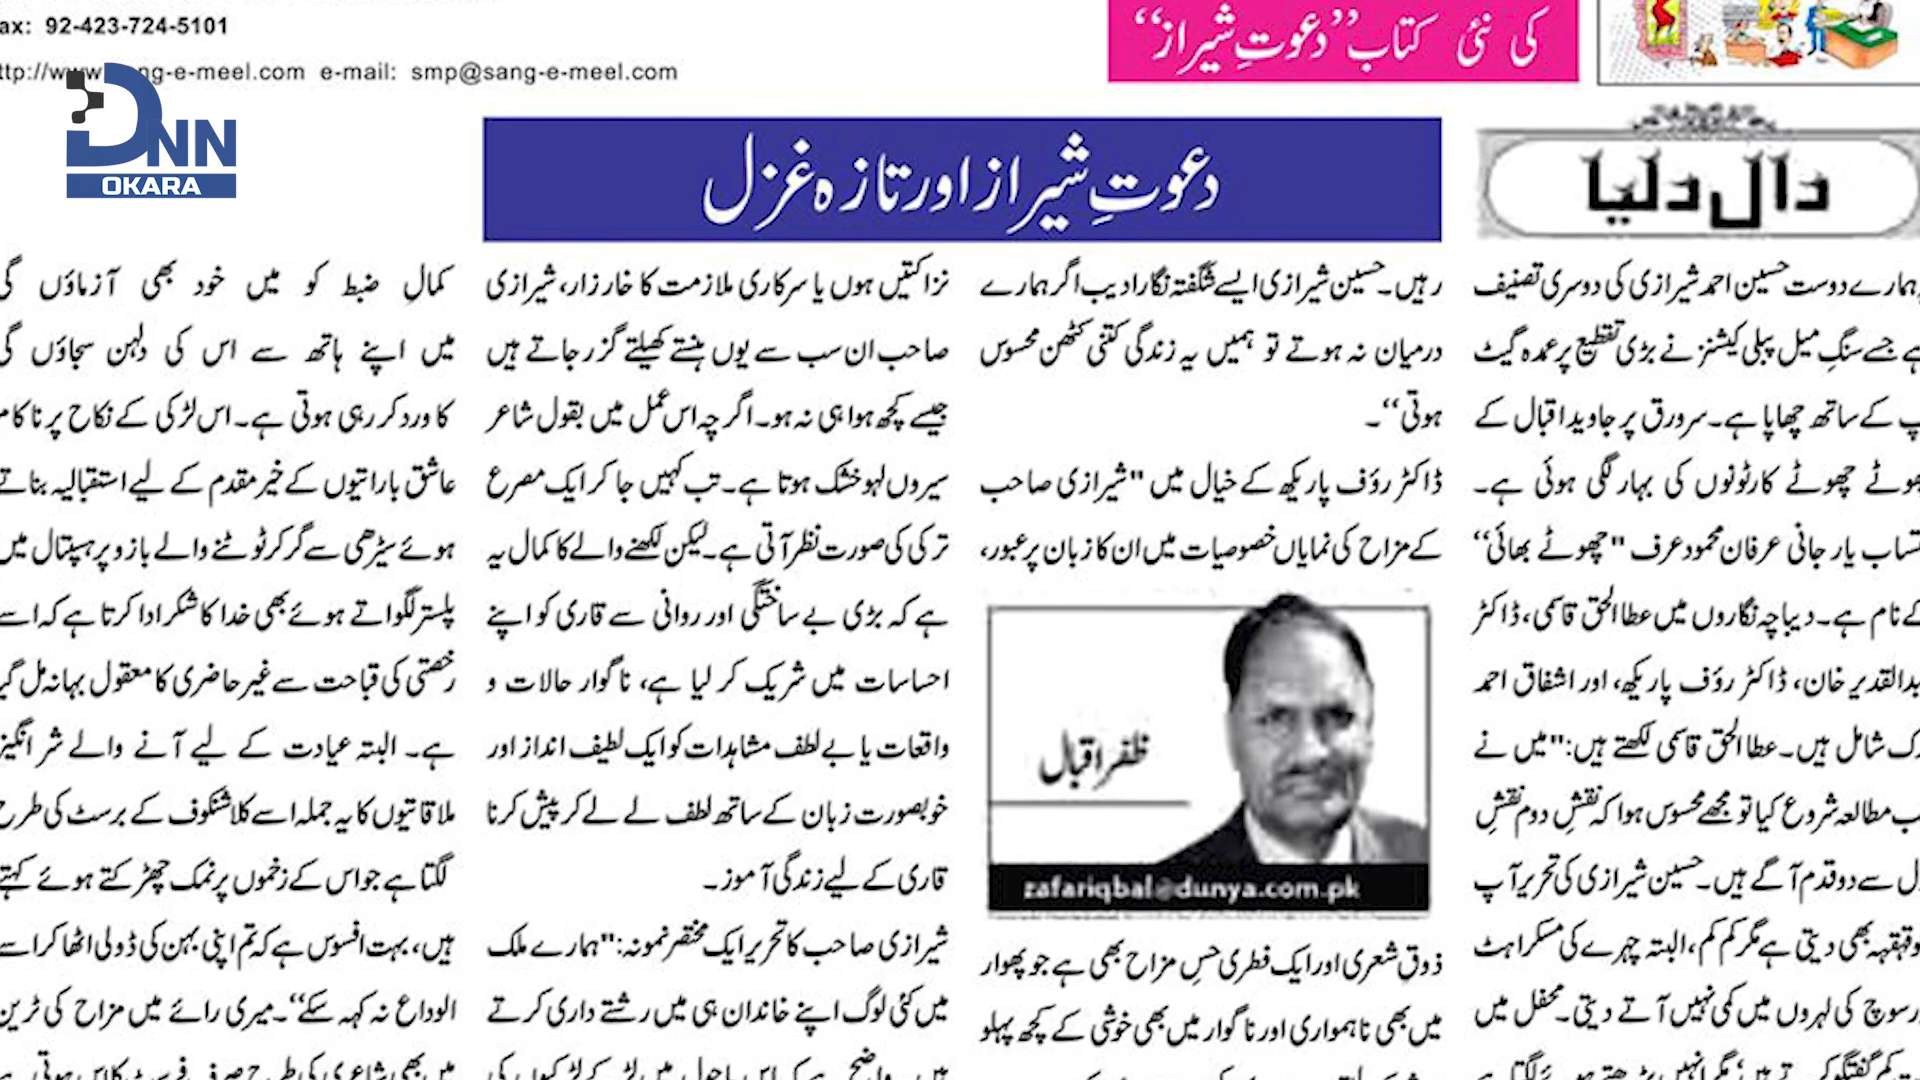 ax: 92-423-724-5101
e-mail: smp@sang-e-meel.com
کی نئی کتاب ”دعوتِ شیراز“
DNN
OKARA
دعوتِ شیراز اور تازہ غزل
دال دلیا
ہمارے دوست حسین احمد شیرازی کی دوسری تصنیف
ہے جسے سنگِ میل پبلی کیشنز نے بڑی تقطیع پر عمدہ گیٹ
پ کے ساتھ چھاپا ہے۔ سرورق پر جاوید اقبال کے
چھوٹے چھوٹے کارٹونوں کی بہار لگی ہوئی ہے۔
تساب یار جانی عرفان محمود عرف "چھوٹے بھائی“
کے نام ہے۔ دیباچہ نگاروں میں عطا الحق قاسمی، ڈاکٹر
بدالقدیر خان، ڈاکٹر رؤف پاریکھ، اور اشفاق احمد
رک شامل ہیں۔ عطا الحق قاسمی لکھتے ہیں:"میں نے
ب مطالعہ شروع کیا تو مجھے محسوس ہوا کہ نقشِ دوم نقشِ
ل سے دو قدم آگے ہیں۔ حسین شیرازی کی تحریر آپ
و قہقہہ بھی دیتی ہے مگر کم کم، البتہ چہرے کی مسکراہٹ
رسوچ کی لہروں میں کمی نہیں آتے دیتی۔ محفل میں
رہیں۔ حسین شیرازی ایسے شگفتہ نگار ادیب اگر ہمارے
درمیان نہ ہوتے تو ہمیں یہ زندگی کتنی کٹھن محسوس
ہوتی“۔
ڈاکٹر رؤف پاریکھ کے خیال میں "شیرازی صاحب
کے مزاح کی نمایاں خصوصیات میں ان کا زبان پر عبور،
ظفر اقبال
zafariqbal@dunya.com.pk
ذوقِ شعری اور ایک فطری حسِ مزاح بھی ہے جو پھوار
میں بھی ناہمواری اور ناگوار میں بھی خوشی کے کچھ پہلو
نزاکتیں ہوں یا سرکاری ملازمت کا خارزار، شیرازی
صاحب ان سب سے یوں ہنستے کھیلتے گزر جاتے ہیں
جیسے کچھ ہوا ہی نہ ہو۔ اگرچہ اس عمل میں بقول شاعر
سیروں لہو خشک ہوتا ہے۔ تب کہیں جا کر ایک مصرع
ترکی کی صورت نظر آتی ہے۔ لیکن لکھنے والے کا کمال یہ
ہے کہ بڑی بے ساختگی اور روانی سے قاری کو اپنے
احساسات میں شریک کر لیا ہے، ناگوار حالات و
واقعات یا بے لطف مشاہدات کو ایک لطیف انداز اور
خوبصورت زبان کے ساتھ لطف لے لے کر پیش کرنا
قاری کے لیے زندگی آموز۔
شیرازی صاحب کا تحریر ایک مختصر نمونہ:"ہمارے ملک
میں کئی لوگ اپنے خاندان ہی میں رشتے داری کرتے
کمالِ ضبط کو میں خود بھی آزماؤں گی
میں اپنے ہاتھ سے اس کی دلہن سجاؤں گی
کا ورد کر رہی ہوتی ہے۔ اس لڑکی کے نکاح پر ناکام
عاشق باراتیوں کے خیر مقدم کے لیے استقبالیہ بناتے
ہوئے سیڑھی سے گر کر ٹوٹنے والے بازو پر ہسپتال میں
پلستر لگواتے ہوئے بھی خدا کا شکر ادا کرتا ہے کہ اسے
رخصتی کی قباحت سے غیر حاضری کا معقول بہانہ مل گیا
ہے۔ البتہ عیادت کے لیے آنے والے شر انگیز
ملاقاتیوں کا یہ جملہ اسے کلاشنکوف کے برسٹ کی طرح
لگتا ہے جو اس کے زخموں پر نمک چھڑکتے ہوئے کہتے
ہیں، بہت افسوس ہے کہ تم اپنی بہن کی ڈولی اٹھا کر اسے
الوداع نہ کہہ سکے“۔ میری رائے میں مزاح کی ٹرین